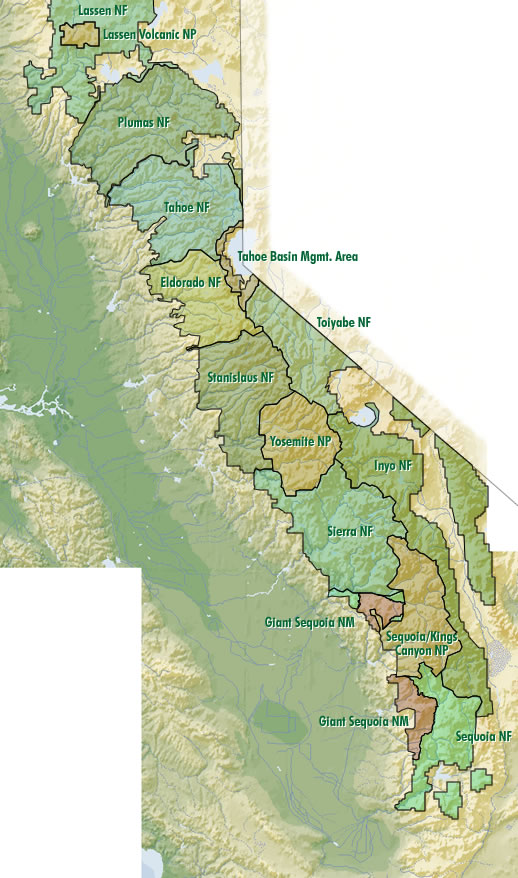 Lassen NF
Lassen Volcanic NP
Plumas NF
Tahoe NF
Tahoe Basin Mgmt. Area
Eldorado NF
Toiyabe NF
Stanislaus NF
Yosemite NP
Inyo NF
Sierra NF
Giant Sequoia NM
Sequoia/Kings
Canyon NP
Giant Sequoia NM
Sequoia NF